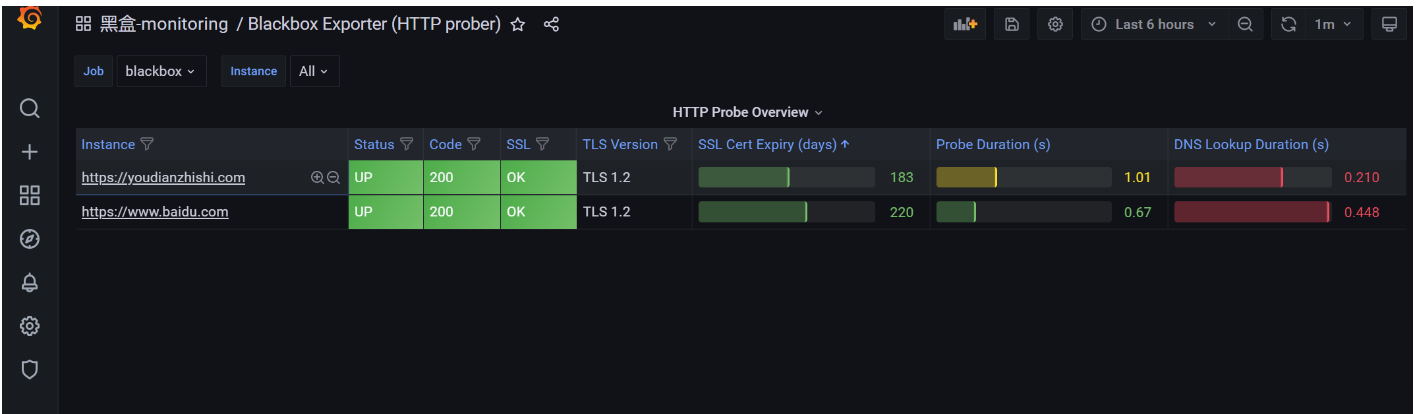 黑盒-monitoring / Blackbox Exporter (HTTP prober)
Last 6 hours
1m
Job blackbox Instance All
HTTP Probe Overview
Instance Status Code SSL TLS Version SSL Cert Expiry (days) Probe Duration (s) DNS Lookup Duration (s)
https://youdianzhishi.com UP 200 OK TLS 1.2 183 1.01 0.210
https://www.baidu.com UP 200 OK TLS 1.2 220 0.67 0.448